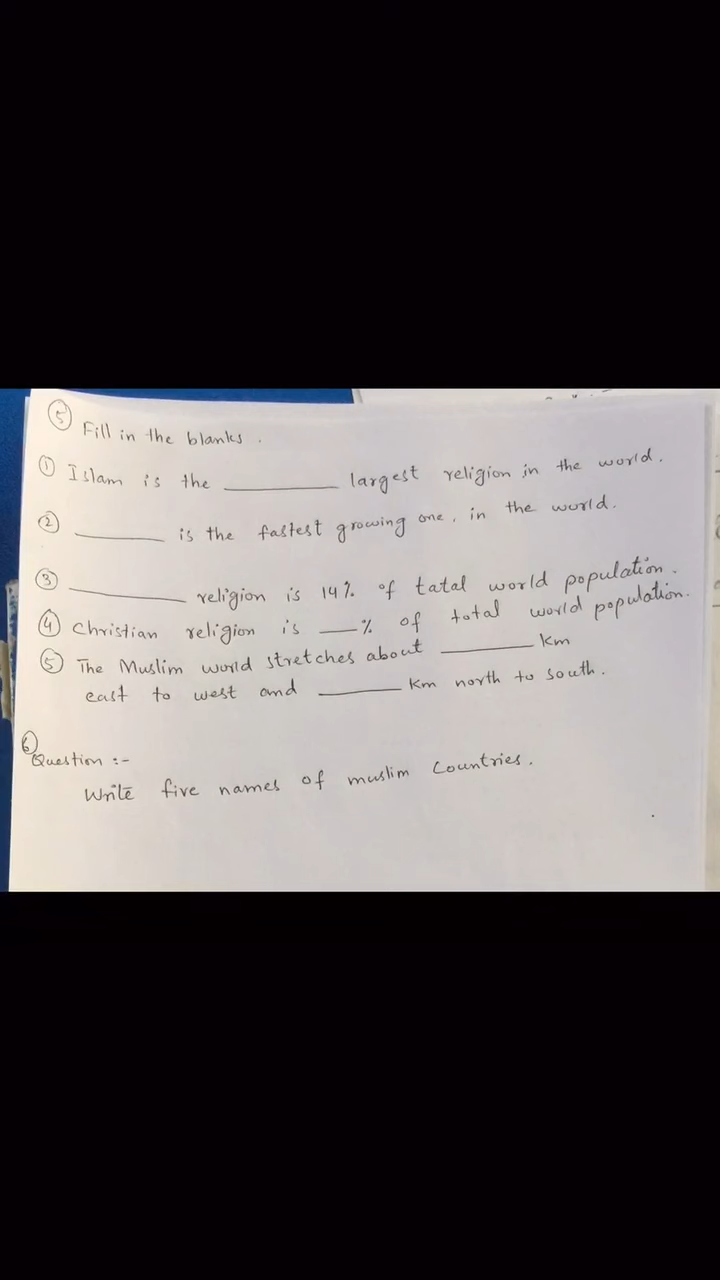 5 Fill in the blanks .
1 Islam is the ________ largest religion in the world.
2 ________ is the fastest growing one, in the world.
3 ________ religion is 14% of tatal world population.
4 Christian religion is ___% of total world population.
5 The Muslim world stretches about ________ km
east to west and ________ km north to south.
6
Question :-
Write five names of muslim Countries.